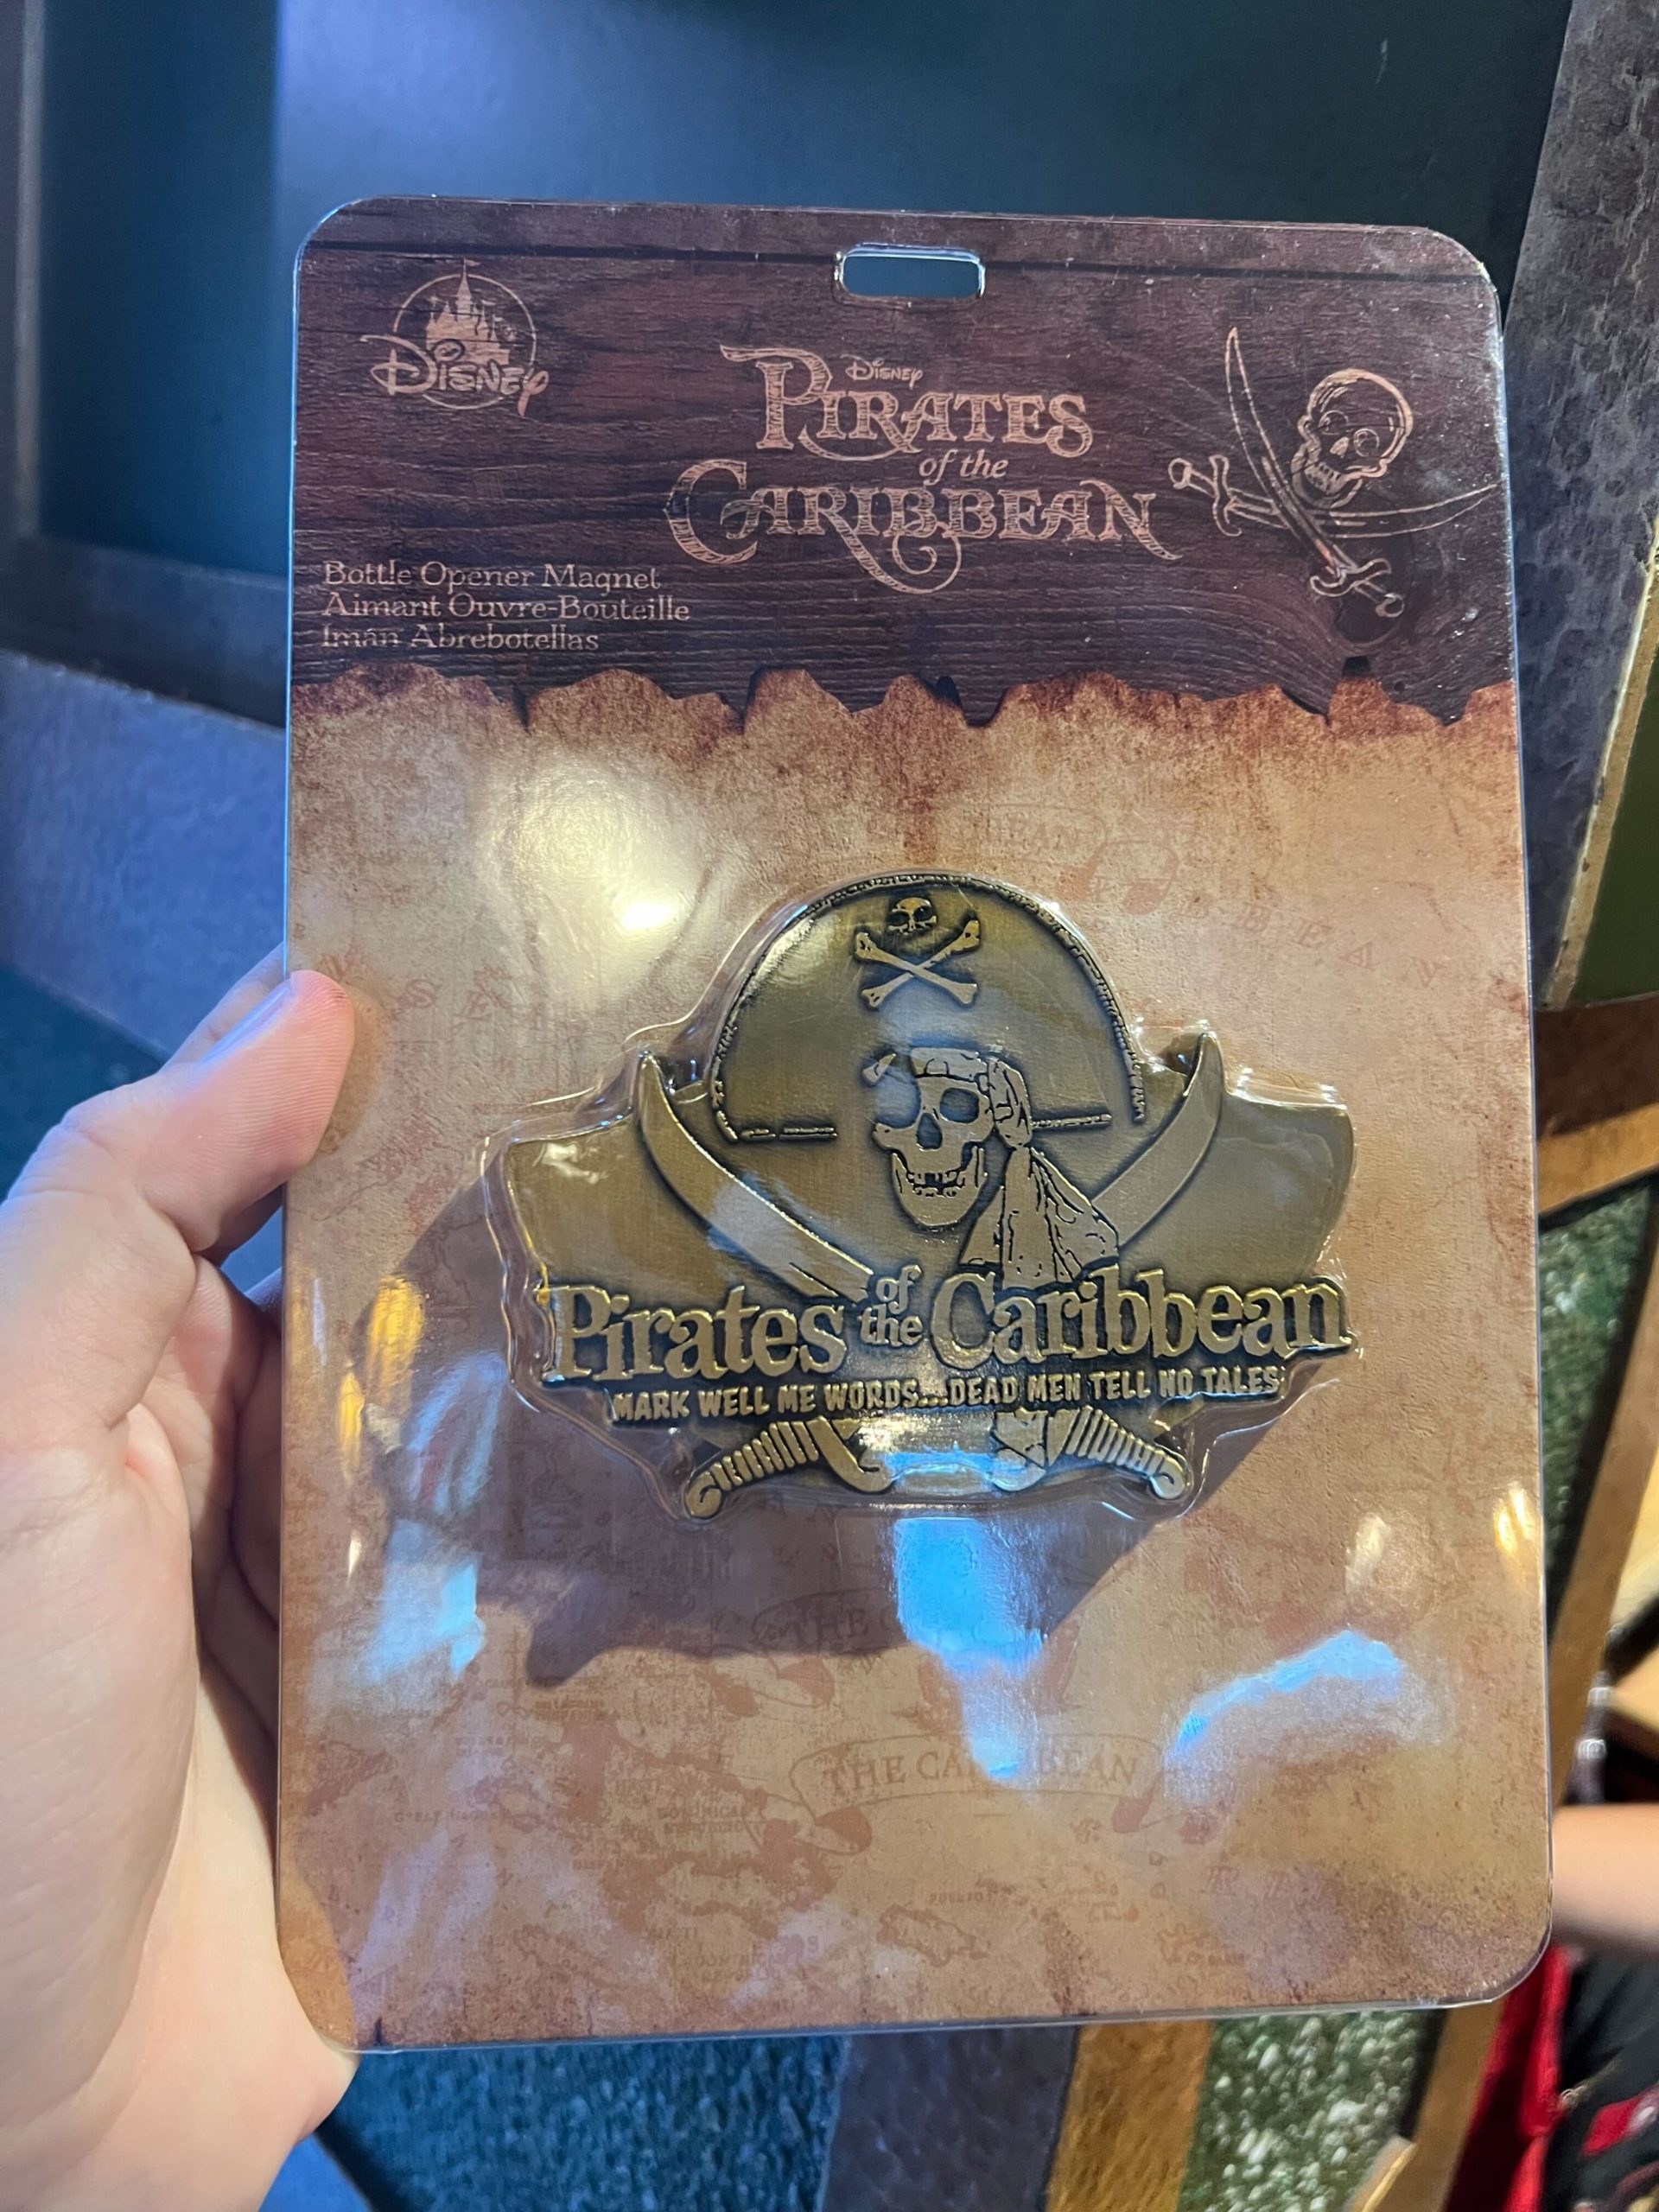 Disney
Disney
PIRATES
of the
CARIBBEAN
Bottle Opener Magnet
Aimant Ouvre-Bouteille
Imán Abrebotellas
Pirates of the Caribbean
MARK WELL ME WORDS...DEAD MEN TELL NO TALES
THE CARIBBEAN